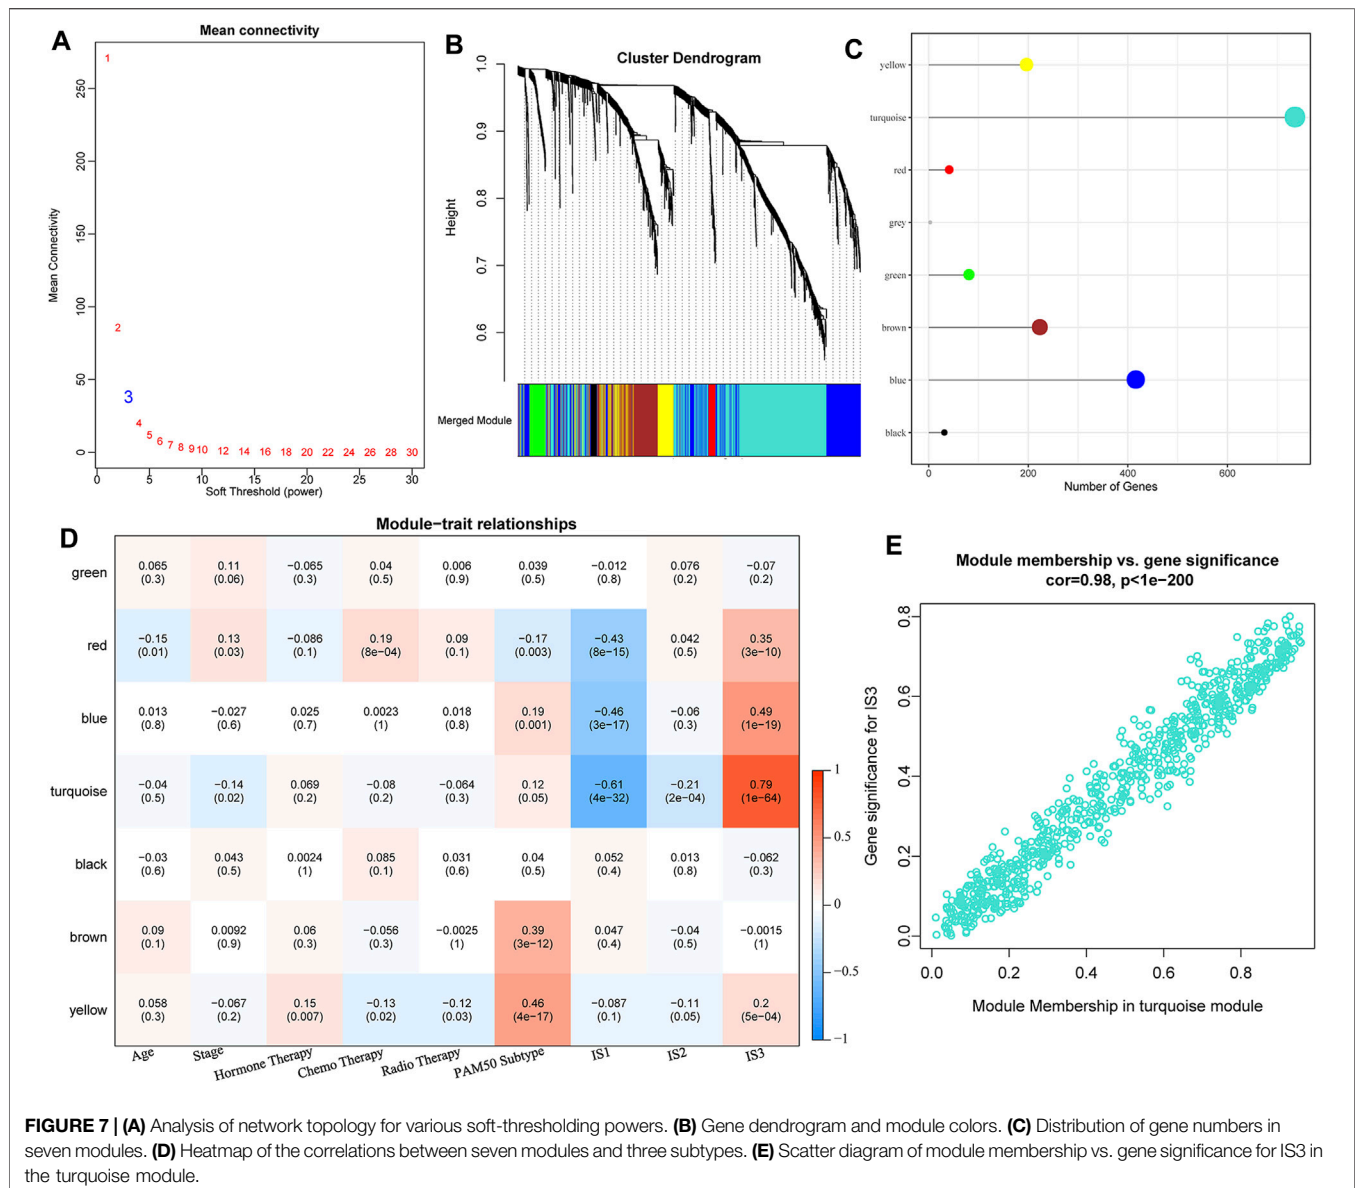 A
Mean connectivity
Mean Connectivity
250
200
150
100
50
0
1
2
3
4
5
6
7
8
9
10
12
14
16
18
20
22
24
26
28
30
0 5 10 15 20 25 30
Soft Threshold (power)
B
Cluster Dendrogram
Height
1.0
0.9
0.8
0.7
0.6
Merged Module
C
yellow
turquoise
red
grey
green
brown
blue
black
0 200 400 600
Number of Genes
D
Module−trait relationships
green
0.065 0.11 −0.065 0.04 0.006 0.039 −0.012 0.076 −0.07
(0.3) (0.06) (0.3) (0.5) (0.9) (0.5) (0.8) (0.2) (0.2)
red
−0.15 0.13 −0.086 0.19 0.09 −0.17 −0.43 0.042 0.35
(0.01) (0.03) (0.1) (8e−04) (0.1) (0.003) (8e−15) (0.5) (3e−10)
blue
0.013 −0.027 0.025 0.0023 0.018 0.19 −0.46 −0.06 0.49
(0.8) (0.6) (0.7) (1) (0.8) (0.001) (3e−17) (0.3) (1e−19)
turquoise
−0.04 −0.14 0.069 −0.08 −0.064 0.12 −0.61 −0.21 0.79
(0.5) (0.02) (0.2) (0.2) (0.3) (0.05) (4e−32) (2e−04) (1e−64)
black
−0.03 0.043 0.0024 0.085 0.031 0.04 0.052 0.013 −0.062
(0.6) (0.5) (1) (0.1) (0.6) (0.5) (0.4) (0.8) (0.3)
brown
0.09 0.0092 0.06 −0.056 −0.0025 0.39 0.047 −0.04 −0.0015
(0.1) (0.9) (0.3) (0.3) (1) (3e−12) (0.4) (0.5) (1)
yellow
0.058 −0.067 0.15 −0.13 −0.12 0.46 −0.087 −0.11 0.2
(0.3) (0.2) (0.007) (0.02) (0.03) (4e−17) (0.1) (0.05) (5e−04)
Age Stage Hormone Therapy Chemo Therapy Radio Therapy PAM50 Subtype IS1 IS2 IS3
1
0.5
0
−0.5
−1
E
Module membership vs. gene significance
cor=0.98, p<1e−200
Gene significance for IS3
0.8
0.6
0.4
0.2
0.0
0.0 0.2 0.4 0.6 0.8
Module Membership in turquoise module
FIGURE 7 | (A) Analysis of network topology for various soft-thresholding powers. (B) Gene dendrogram and module colors. (C) Distribution of gene numbers in
seven modules. (D) Heatmap of the correlations between seven modules and three subtypes. (E) Scatter diagram of module membership vs. gene significance for IS3 in
the turquoise module.